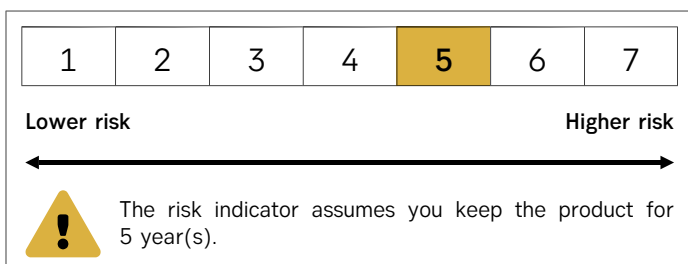 1 2 3 4 5 6 7
Lower risk Higher risk
The risk indicator assumes you keep the product for
5 year(s).